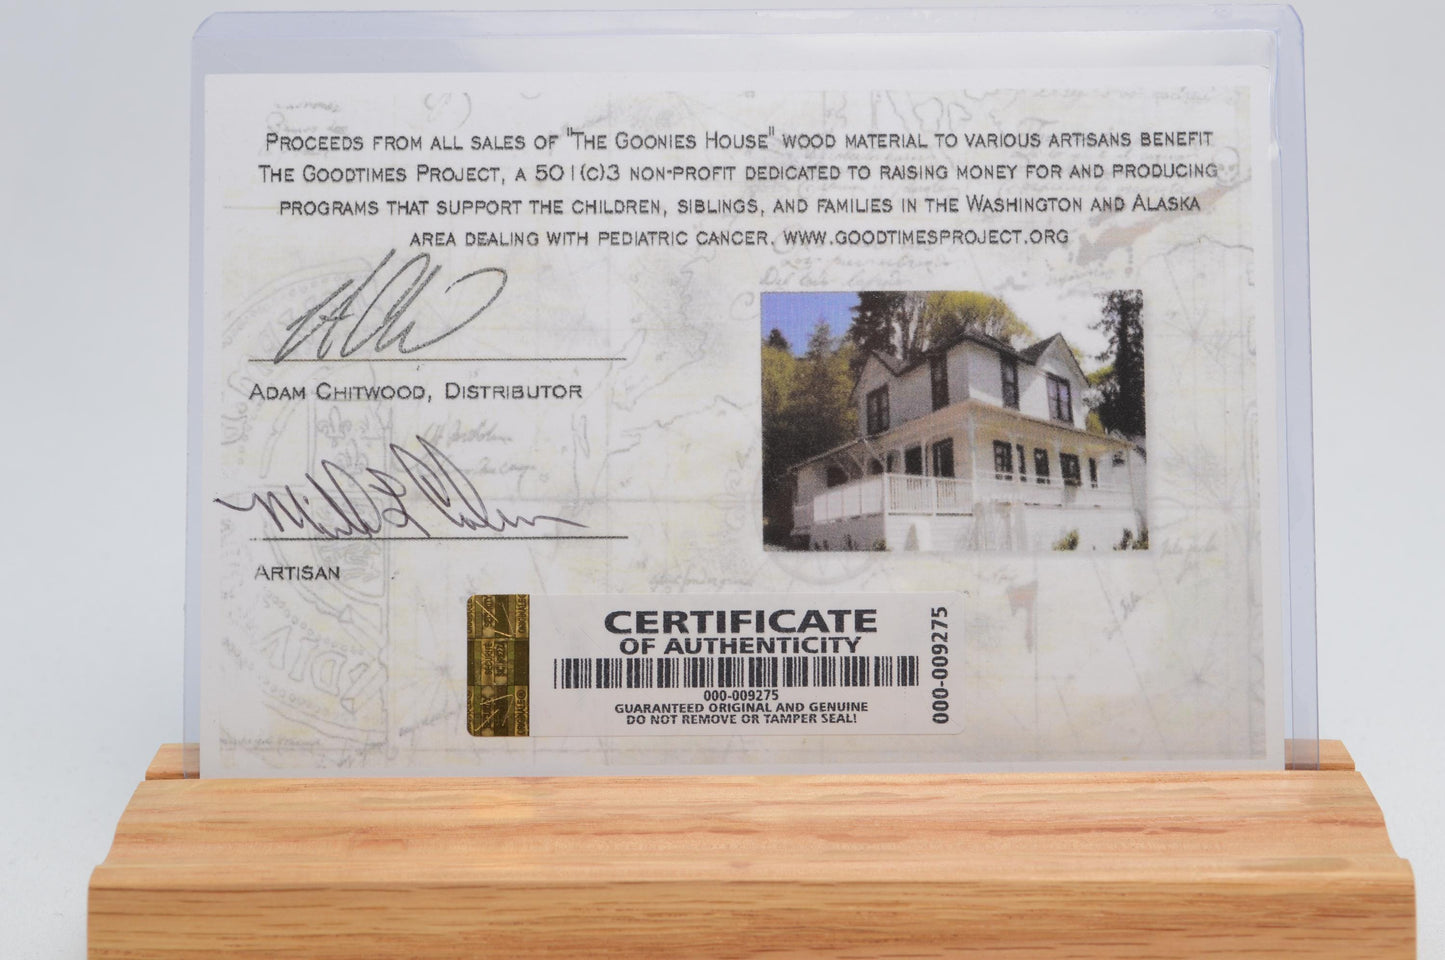 PROCEEDS FROM ALL SALES OF "THE GOONIES HOUSE" WOOD MATERIAL TO VARIOUS ARTISANS BENEFIT
THE GOODTIMES PROJECT, A 501(C)3 NON-PROFIT DEDICATED TO RAISING MONEY FOR AND PRODUCING
PROGRAMS THAT SUPPORT THE CHILDREN, SIBLINGS, AND FAMILIES IN THE WASHINGTON AND ALASKA
AREA DEALING WITH PEDIATRIC CANCER. WWW.GOODTIMESPROJECT.ORG
ADAM CHITWOOD, DISTRIBUTOR
ARTISAN
CERTIFICATE
OF AUTHENTICITY
000-009275
GUARANTEED ORIGINAL AND GENUINE
DO NOT REMOVE OR TAMPER SEAL!
000-009275